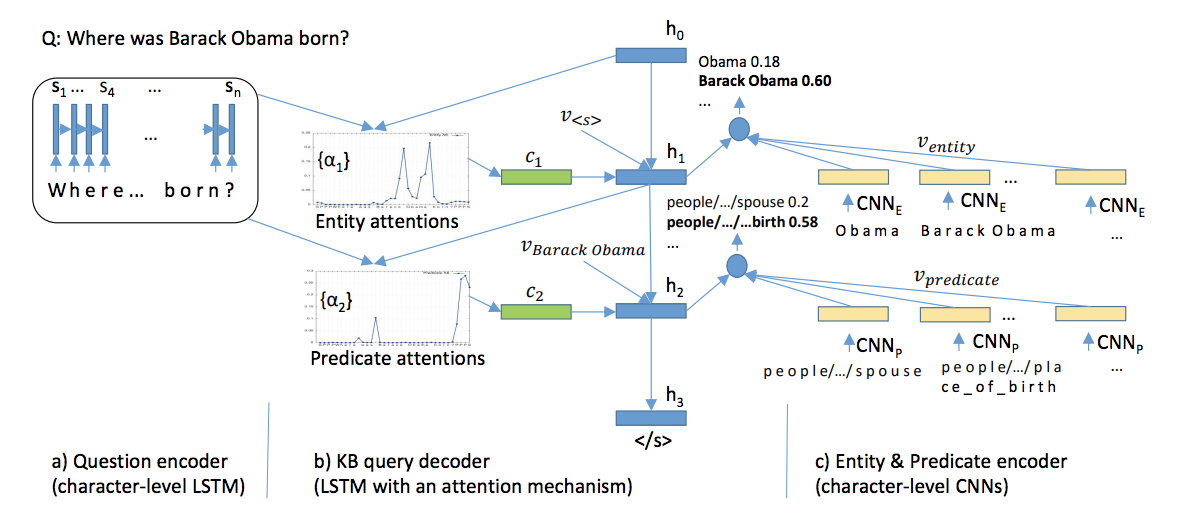 Q: Where was Barack Obama born?
s1 ... s4 ... sn
...
Where... born?
h0
Obama 0.18
Barack Obama 0.60
...
v<s>
{α1}
c1
h1
ventity
Entity attentions
...
CNNE CNNE CNNE
Obama Barack Obama ...
people/.../spouse 0.2
people/.../...birth 0.58
...
vBarack Obama
{α2}
c2
h2
vpredicate
Predicate attentions
...
CNNP CNNP CNNP
people/.../spouse people/.../pla
ce_of_birth
...
h3
</s>
a) Question encoder
(character-level LSTM)
b) KB query decoder
(LSTM with an attention mechanism)
c) Entity & Predicate encoder
(character-level CNNs)